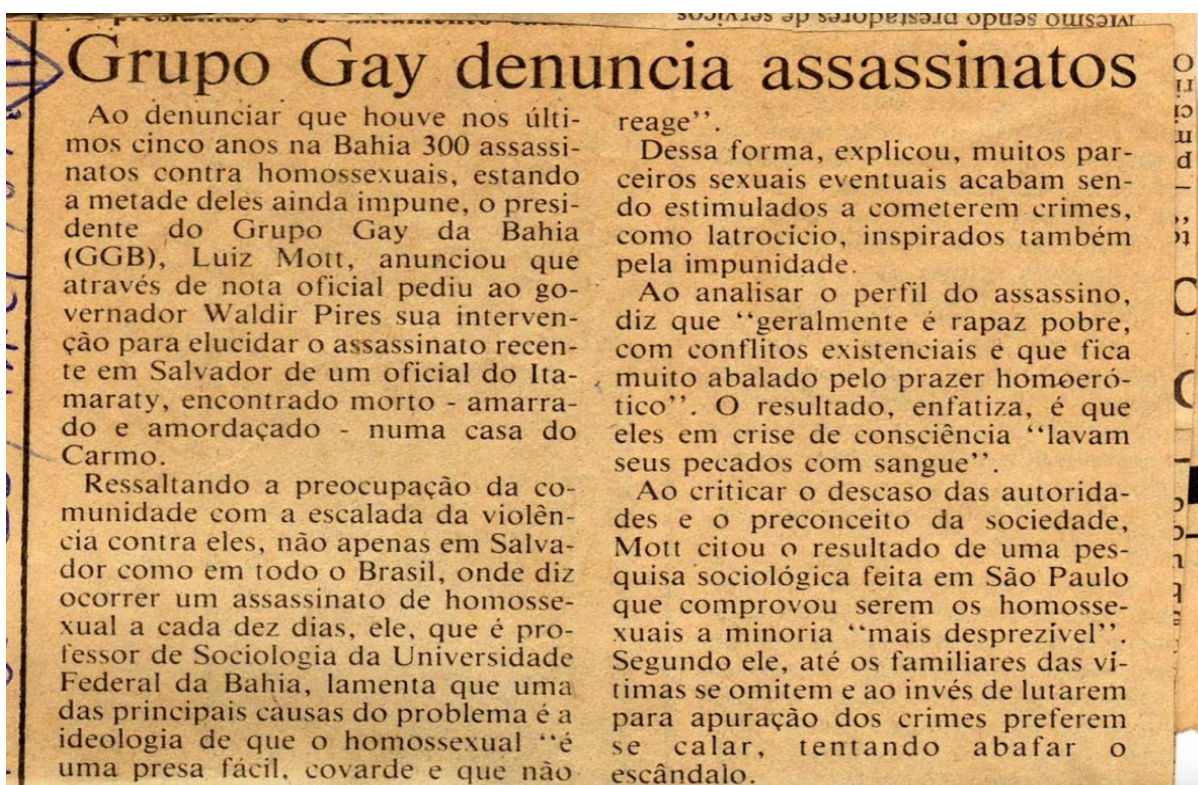 Mesmo sendo prestadores de serviços
Grupo Gay denuncia assassinatos
Ao denunciar que houve nos últi-
mos cinco anos na Bahia 300 assassi-
natos contra homossexuais, estando
a metade deles ainda impune, o presi-
dente do Grupo Gay da Bahia
(GGB), Luiz Mott, anunciou que
através de nota oficial pediu ao go-
vernador Waldir Pires sua interven-
ção para elucidar o assassinato recen-
te em Salvador de um oficial do Ita-
maraty, encontrado morto - amarra-
do e amordaçado - numa casa do
Carmo.
Ressaltando a preocupação da co-
munidade com a escalada da violên-
cia contra eles, não apenas em Salva-
dor como em todo o Brasil, onde diz
ocorrer um assassinato de homosse-
xual a cada dez dias, ele, que é pro-
fessor de Sociologia da Universidade
Federal da Bahia, lamenta que uma
das principais causas do problema é a
ideologia de que o homossexual "é
uma presa fácil, covarde e que não
reage".
Dessa forma, explicou, muitos par-
ceiros sexuais eventuais acabam sen-
do estimulados a cometerem crimes,
como latrocício, inspirados também
pela impunidade.
Ao analisar o perfil do assassino,
diz que "geralmente é rapaz pobre,
com conflitos existenciais e que fica
muito abalado pelo prazer homoeró-
tico". O resultado, enfatiza, é que
eles em crise de consciência "lavam
seus pecados com sangue".
Ao criticar o descaso das autorida-
des e o preconceito da sociedade,
Mott citou o resultado de uma pes-
quisa sociológica feita em São Paulo
que comprovou serem os homosse-
xuais a minoria "mais desprezível".
Segundo ele, até os familiares das ví-
timas se omitem e ao invés de lutarem
para apuração dos crimes preferem
se calar, tentando abafar o
escândalo.